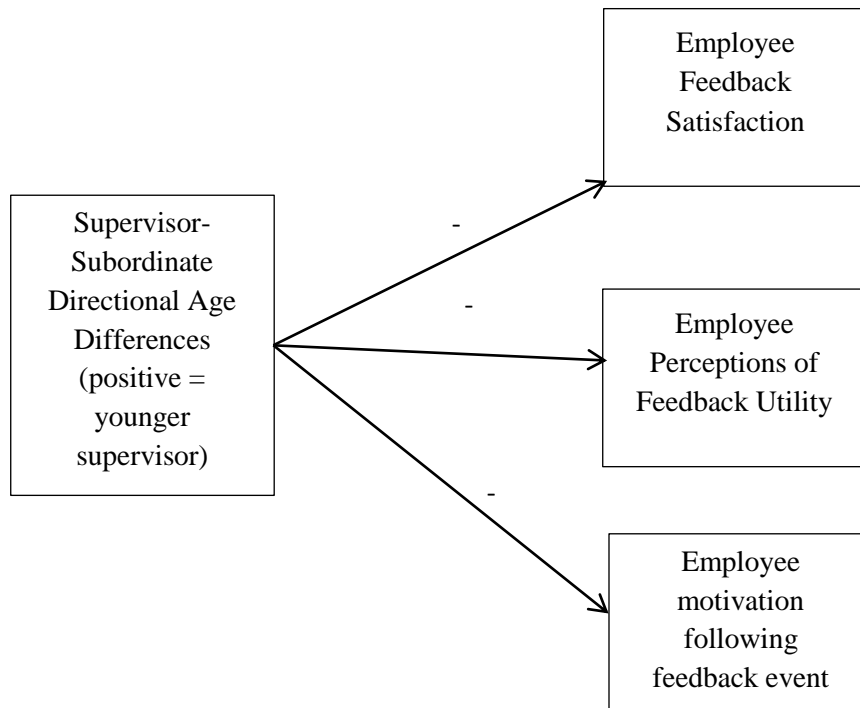 Supervisor-
Subordinate
Directional Age
Differences
(positive =
younger
supervisor)
-
-
-
Employee
Feedback
Satisfaction
Employee
Perceptions of
Feedback Utility
Employee
motivation
following
feedback event